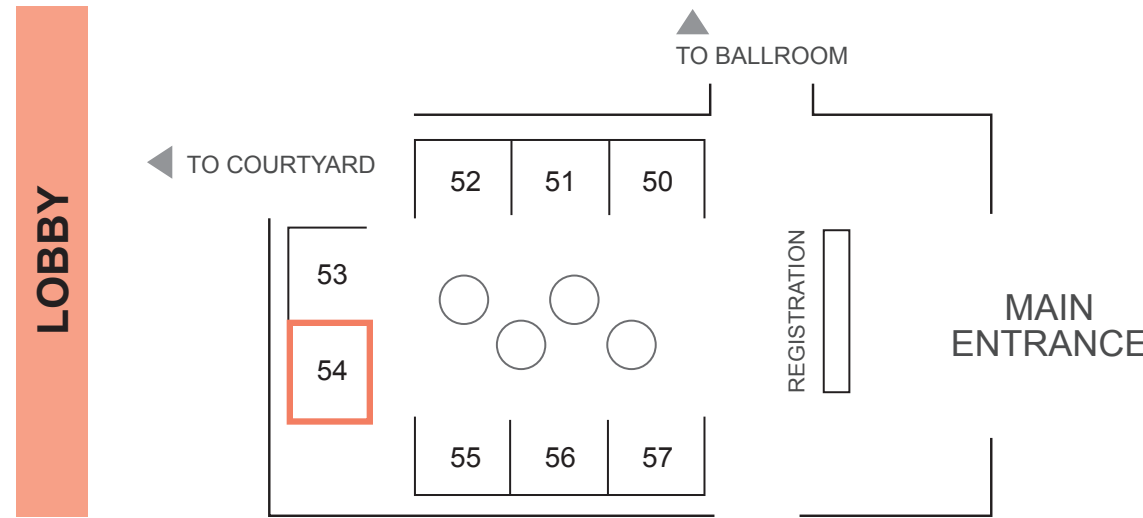 LOBBY
TO BALLROOM
TO COURTYARD
52 51 50
53
54
REGISTRATION
MAIN
ENTRANCE
55 56 57